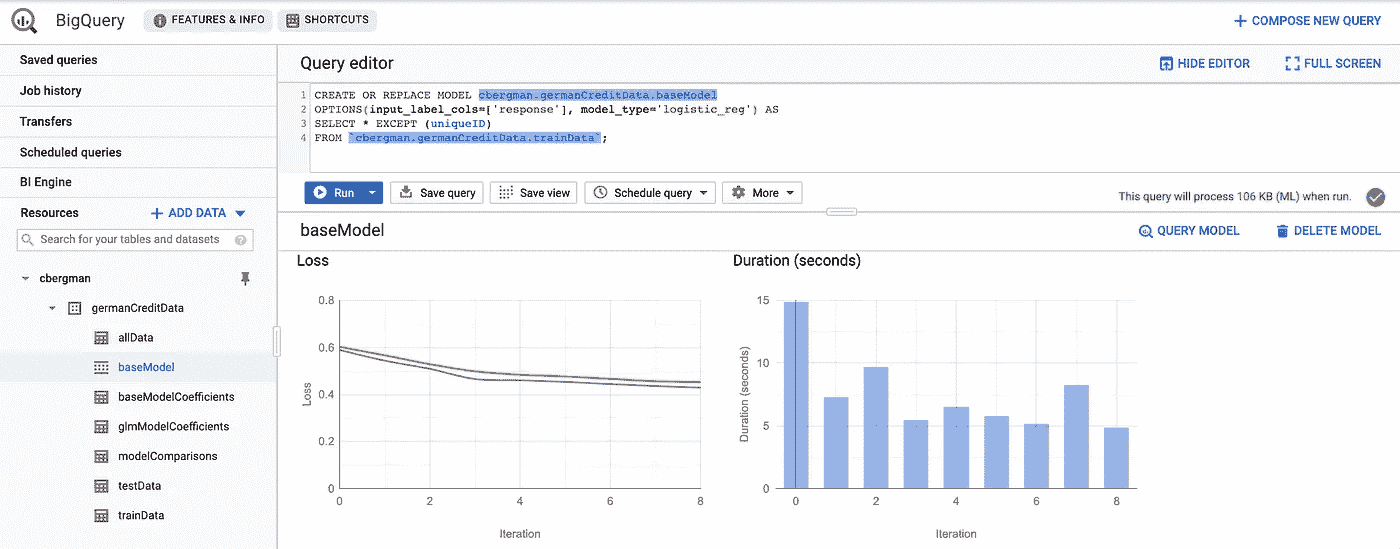 BigQuery FEATURES & INFO SHORTCUTS COMPOSE NEW QUERY
Saved queries
Job history
Transfers
Scheduled queries
BI Engine
Resources ADD DATA
Search for your tables and datasets
cbergman
germanCreditData
allData
baseModel
baseModelCoefficients
glmModelCoefficients
modelComparisons
testData
trainData
Query editor HIDE EDITOR FULL SCREEN
1 CREATE OR REPLACE MODEL cbergman.germanCreditData.baseModel
2 OPTIONS(input_label_cols=['response'], model_type='logistic_reg') AS
3 SELECT * EXCEPT (uniqueID)
4 FROM `cbergman.germanCreditData.trainData`;
Run Save query Save view Schedule query More This query will process 106 KB (ML) when run.
baseModel QUERY MODEL DELETE MODEL
Loss
0.8
0.6
0.4
0.2
0
Loss
0 2 4 6 8
Iteration
Duration (seconds)
15
10
5
0
Duration (seconds)
0 2 4 6 8
Iteration